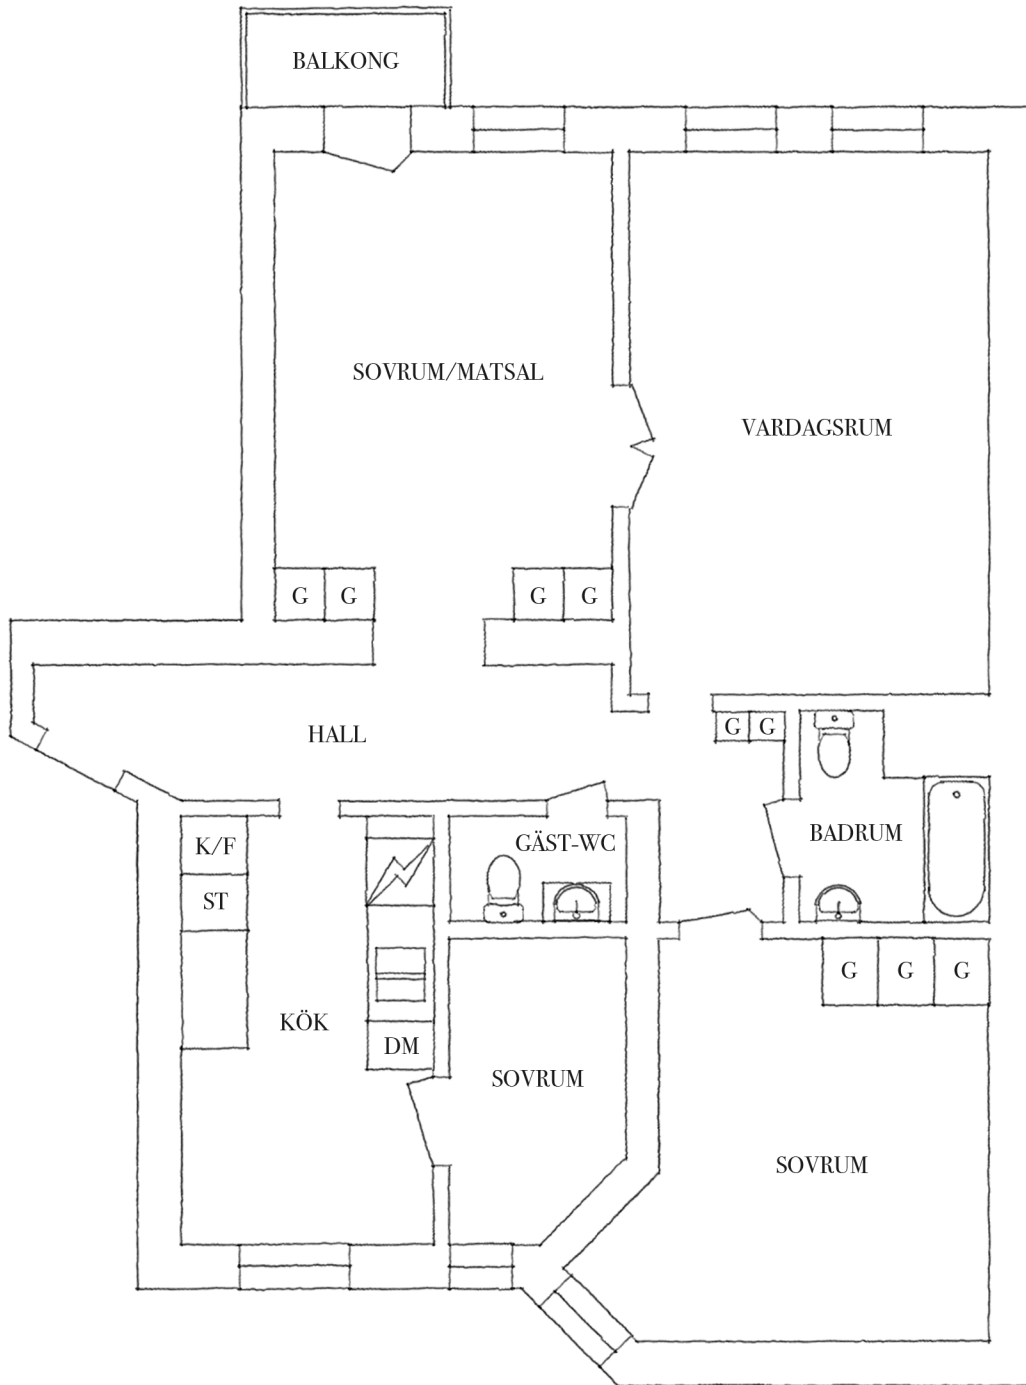 BALKONG
SOVRUM/MATSAL
VARDAGSRUM
G G G G
HALL
G G
K/F
GÄST-WC
BADRUM
ST
G G G
KÖK
DM
SOVRUM
SOVRUM